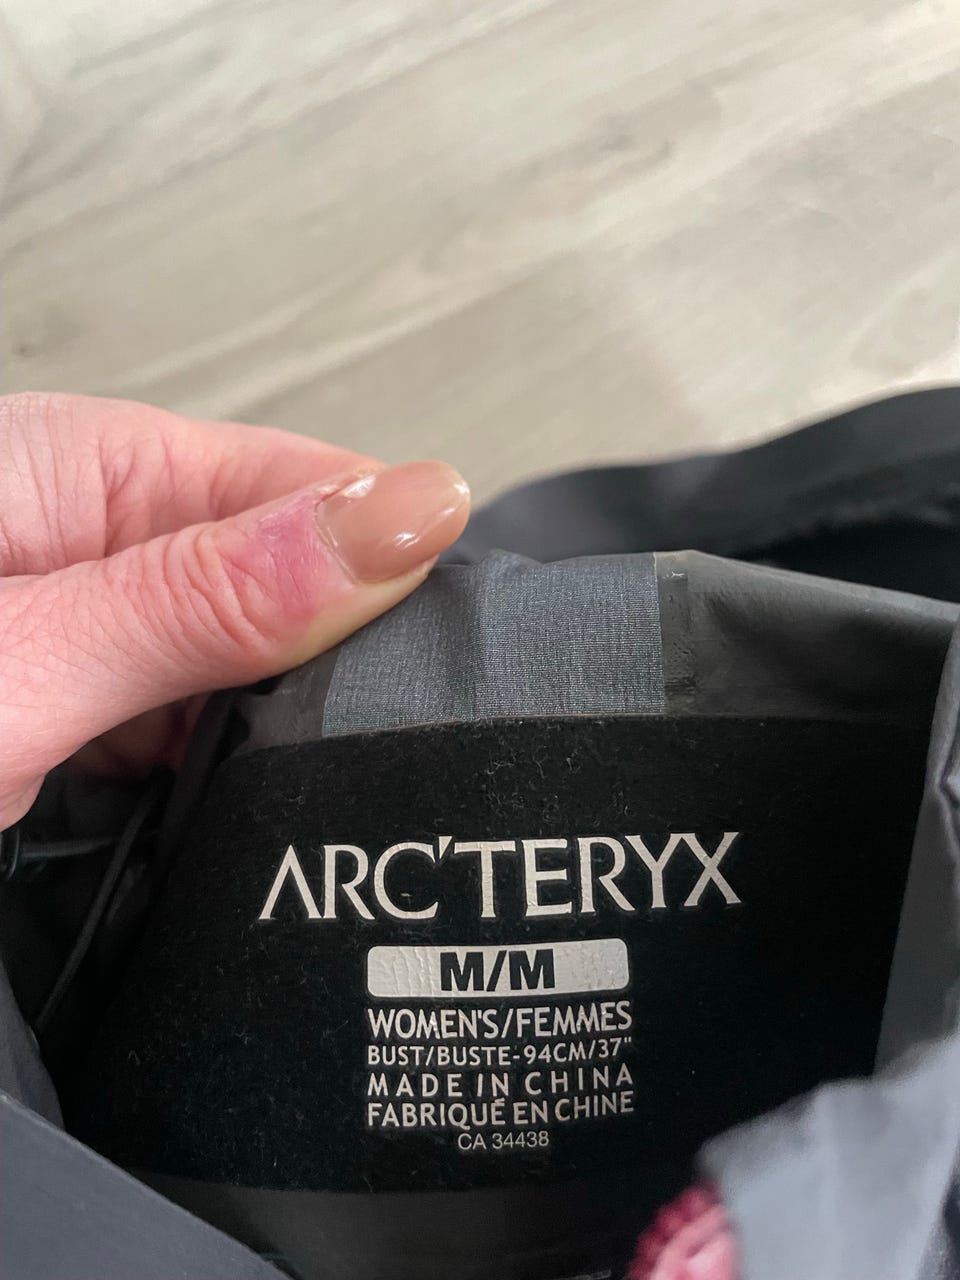 ARC'TERYX
M/M
WOMEN'S/FEMMES
BUST/BUSTE-94CM/37"
MADE IN CHINA
FABRIQUÉ EN CHINE
CA 34438